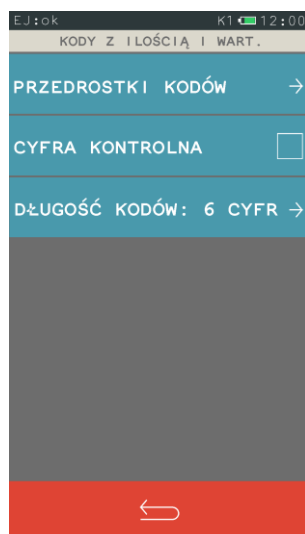 EJ:ok K1 12:00
KODY Z ILOŚCIĄ I WART.
PRZEDROSTKI KODÓW
CYFRA KONTROLNA
DŁUGOŚĆ KODÓW: 6 CYFR